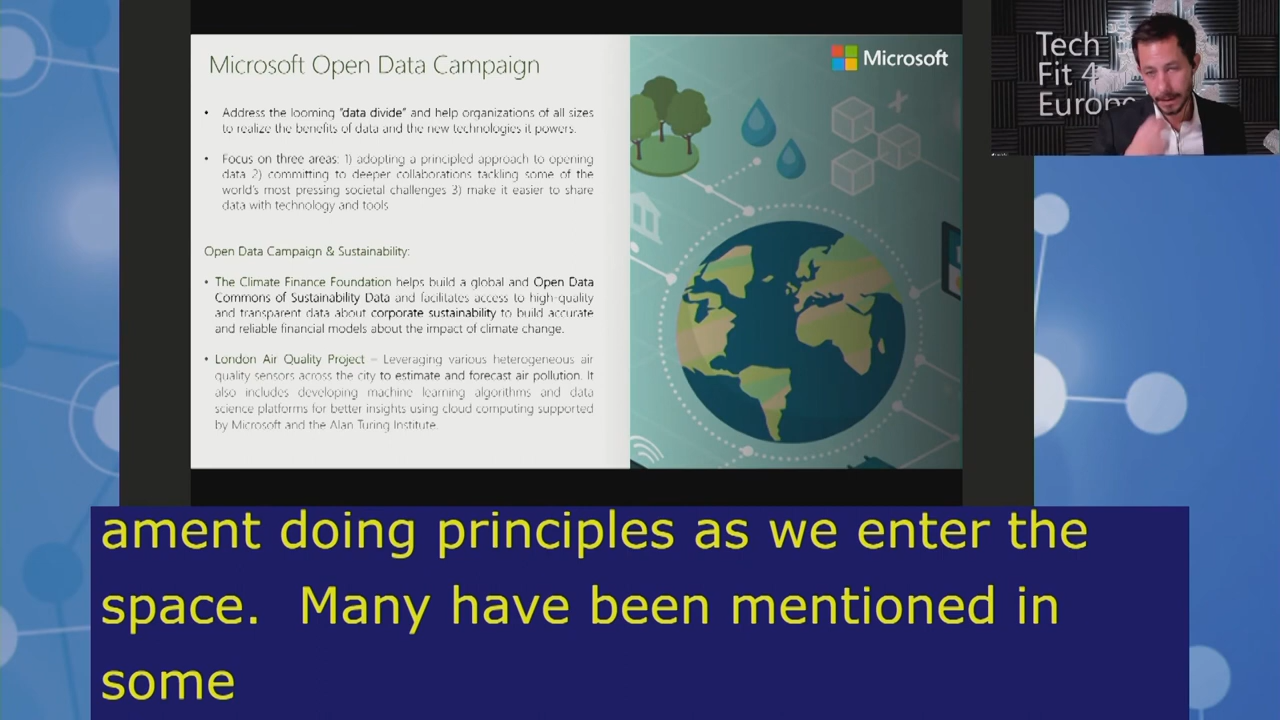 Microsoft Open Data Campaign
• Address the looming "data divide" and help organizations of all sizes
to realize the benefits of data and the new technologies it powers.
• Focus on three areas: 1) adopting a principled approach to opening
data 2) committing to deeper collaborations tackling some of the
world's most pressing societal challenges 3) make it easier to share
data with technology and tools
Open Data Campaign & Sustainability:
• The Climate Finance Foundation helps build a global and Open Data
Commons of Sustainability Data and facilitates access to high-quality
and transparent data about corporate sustainability to build accurate
and reliable financial models about the impact of climate change.
• London Air Quality Project – Leveraging various heterogeneous air
quality sensors across the city to estimate and forecast air pollution. It
also includes developing machine learning algorithms and data
science platforms for better insights using cloud computing supported
by Microsoft and the Alan Turing Institute.
Microsoft
Tech
Fit 4
Europe
ament doing principles as we enter the
space. Many have been mentioned in
some